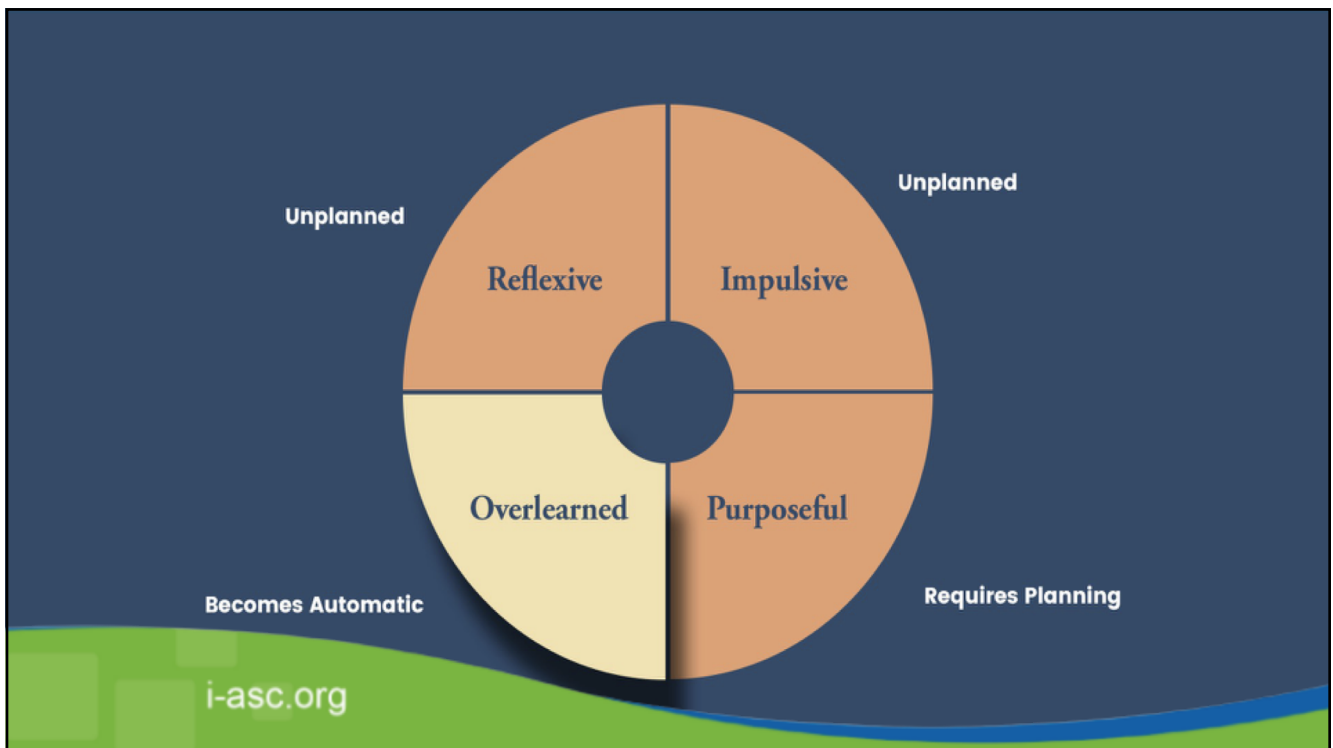 Unplanned
Unplanned
Reflexive
Impulsive
Overlearned
Purposeful
Becomes Automatic
Requires Planning
i-asc.org